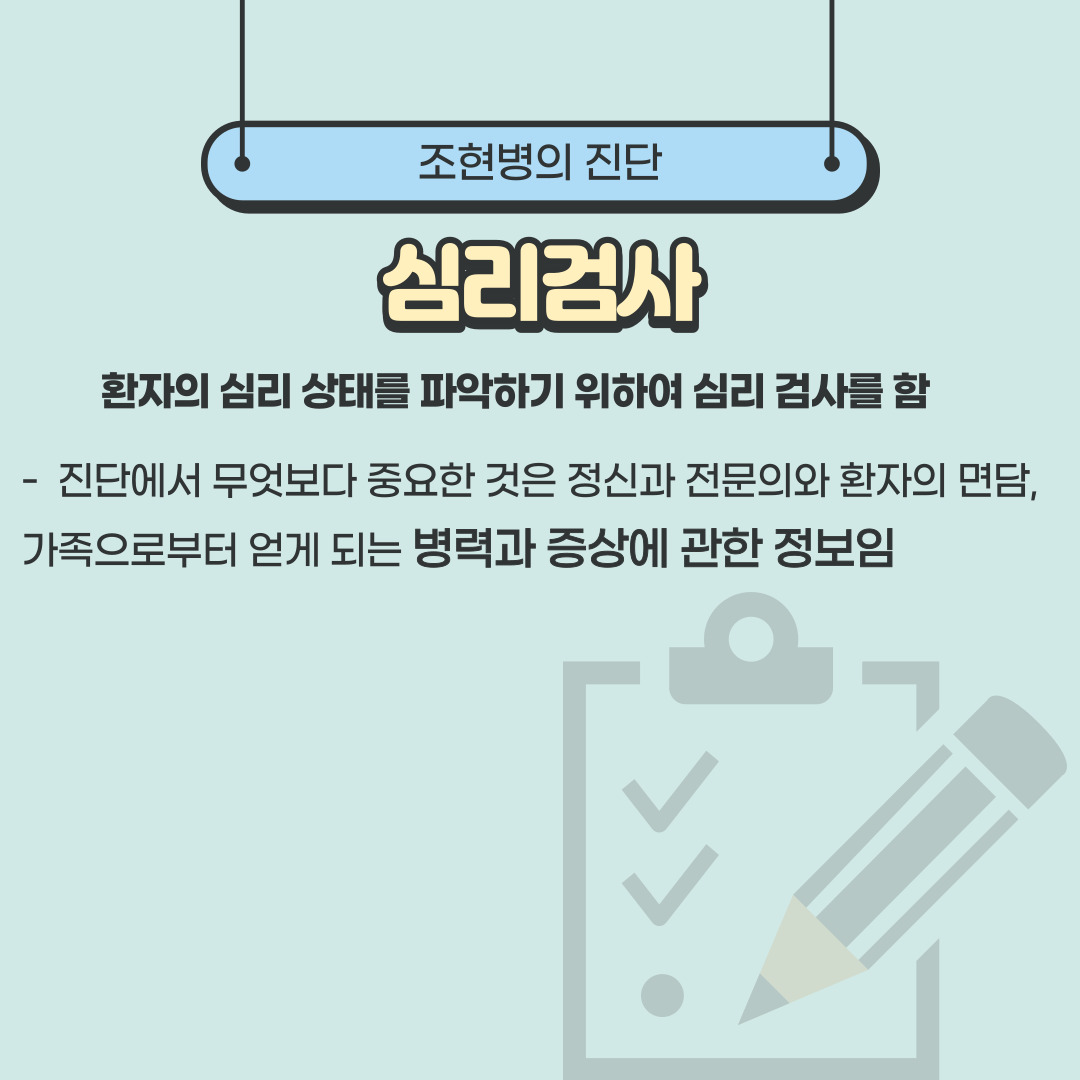 조현병의 진단
심리검사
환자의 심리 상태를 파악하기 위하여 심리 검사를 함
- 진단에서 무엇보다 중요한 것은 정신과 전문의와 환자의 면담,
가족으로부터 얻게 되는 병력과 증상에 관한 정보임